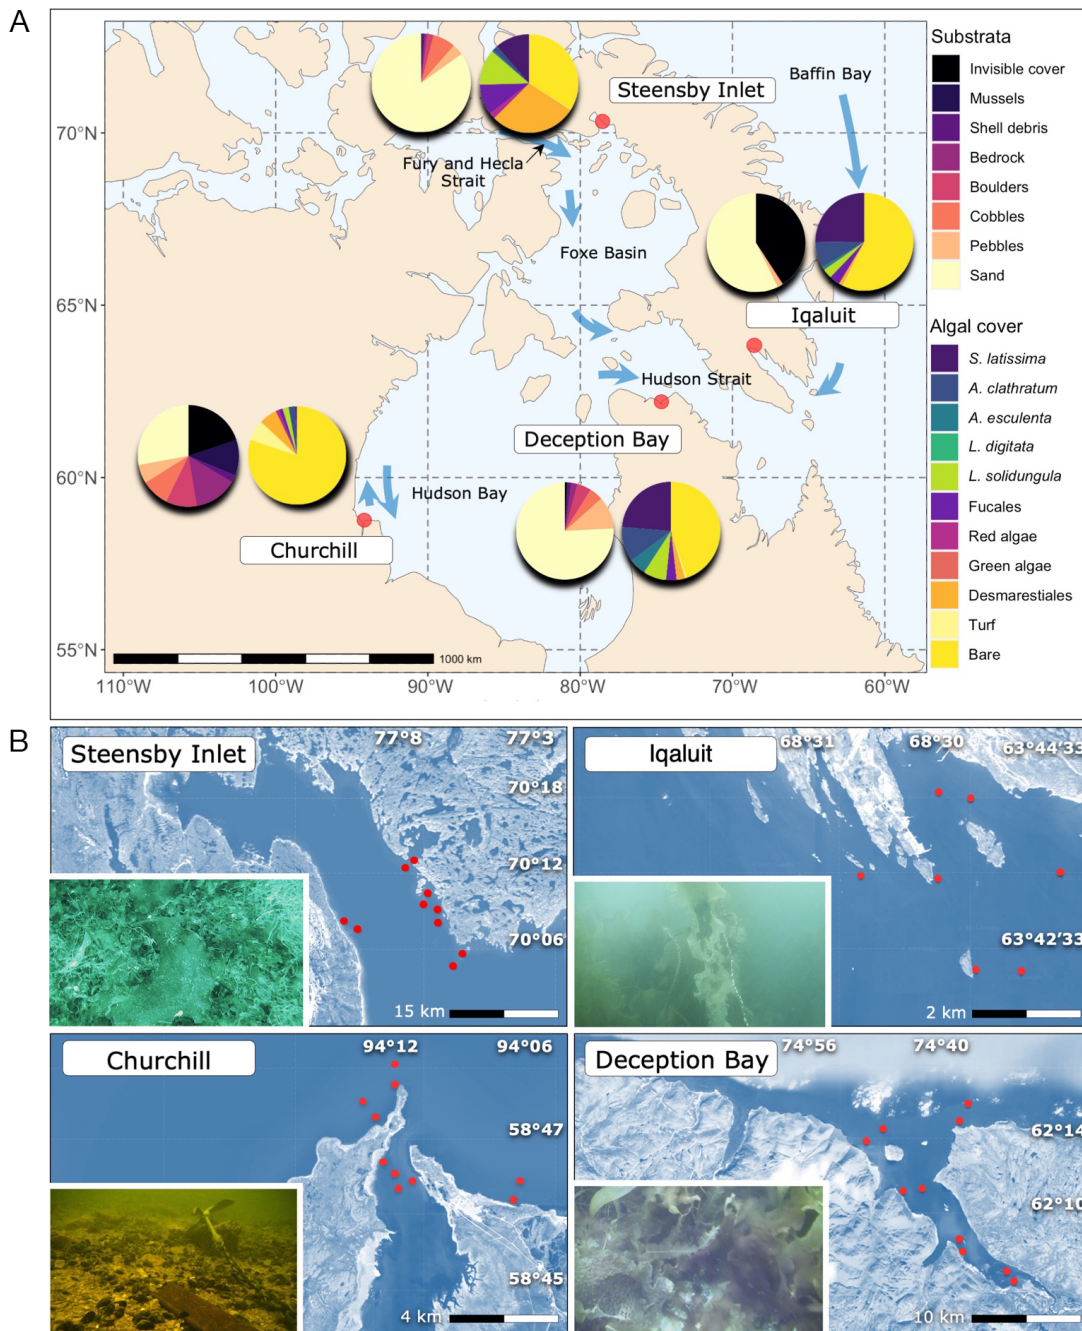 A
Steensby Inlet
Baffin Bay
Fury and Hecla
Strait
Foxe Basin
Iqaluit
Hudson Strait
Deception Bay
Hudson Bay
Churchill
70°N
65°N
60°N
55°N
1000 km
110°W
100°W
90°W
80°W
70°W
60°W
Substrata
Invisible cover
Mussels
Shell debris
Bedrock
Boulders
Cobbles
Pebbles
Sand
Algal cover
S. latissima
A. clathratum
A. esculenta
L. digitata
L. solidungula
Fucales
Red algae
Green algae
Desmarestiales
Turf
Bare
B
Steensby Inlet
77°8
77°3
70°18
70°12
70°06
15 km
Iqaluit
68°31
68°30
63°44'33
63°42'33
2 km
Churchill
94°12
94°06
58°47
58°45
4 km
Deception Bay
74°56
74°40
62°14
62°10
10 km